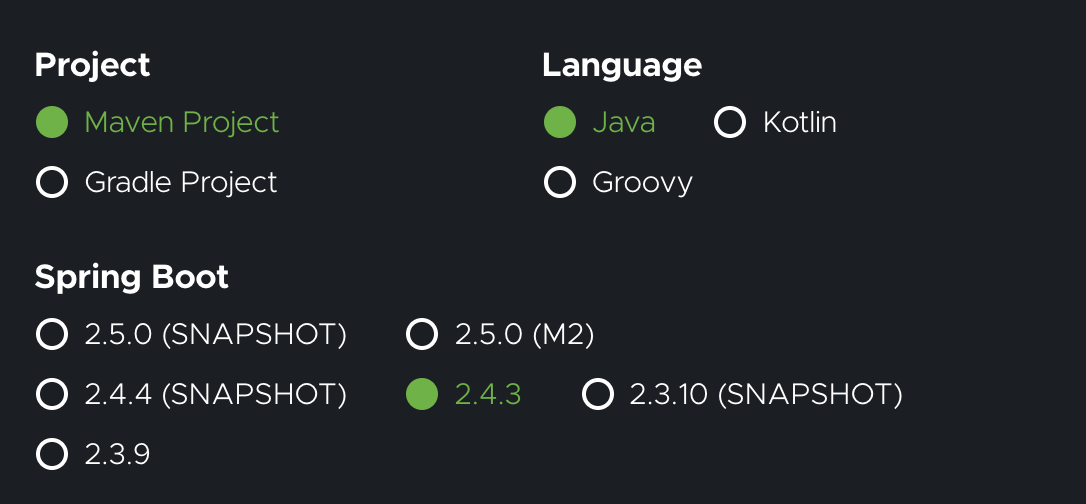 Project
Maven Project
Gradle Project
Language
Java Kotlin
Groovy
Spring Boot
2.5.0 (SNAPSHOT) 2.5.0 (M2)
2.4.4 (SNAPSHOT) 2.4.3 2.3.10 (SNAPSHOT)
2.3.9